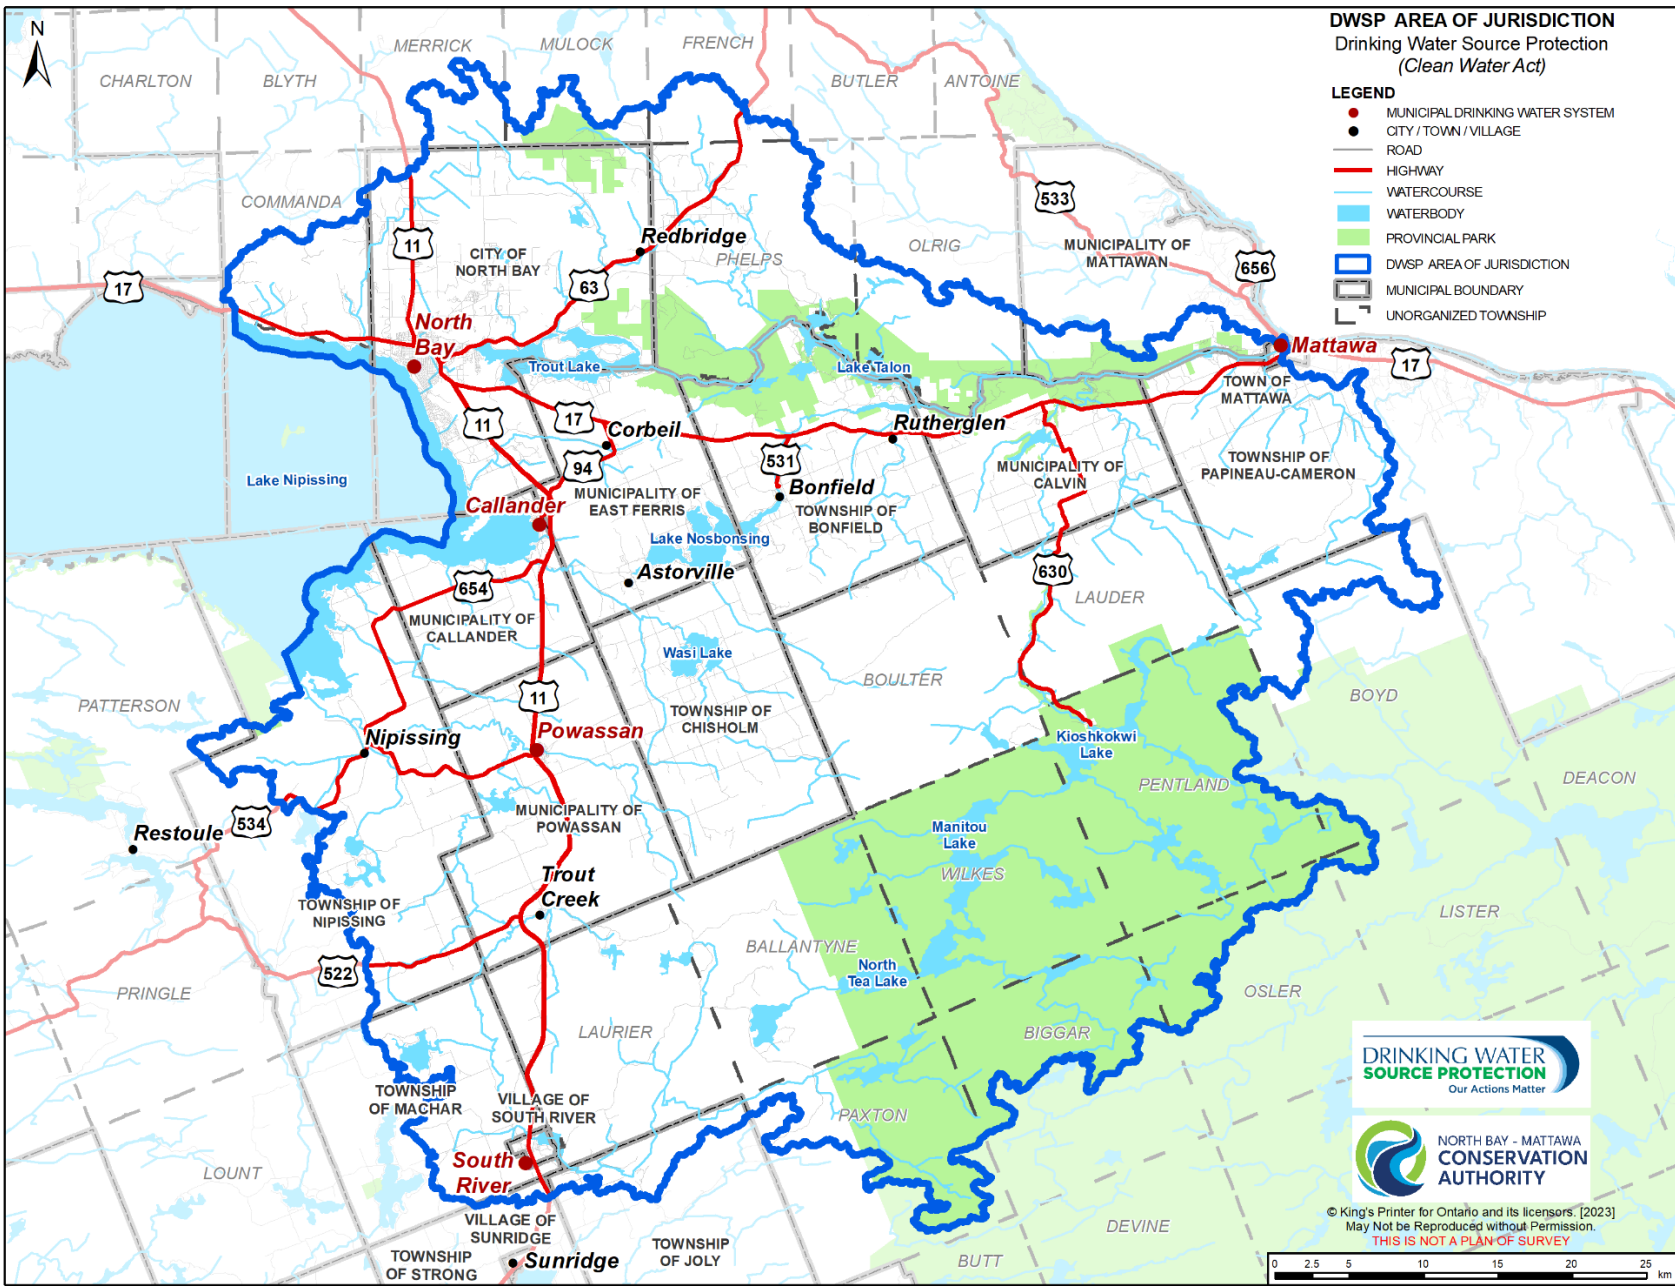 DWSP AREA OF JURISDICTION
Drinking Water Source Protection
(Clean Water Act)
LEGEND
MUNICIPAL DRINKING WATER SYSTEM
CITY / TOWN / VILLAGE
ROAD
HIGHWAY
WATERCOURSE
WATERBODY
PROVINCIAL PARK
DWSP AREA OF JURISDICTION
MUNICIPAL BOUNDARY
UNORGANIZED TOWNSHIP
N
MERRICK
MULOCK
FRENCH
CHARLTON
BLYTH
BUTLER
ANTOINE
COMMANDA
533
11
CITY OF
NORTH BAY
Redbridge
PHELPS
OLRIG
MUNICIPALITY OF
MATTAWAN
656
17
63
North
Bay
Mattawa
17
Trout Lake
Lake Talon
TOWN OF
MATTAWA
11
17
Corbeil
Rutherglen
94
531
Lake Nipissing
MUNICIPALITY OF
CALVIN
TOWNSHIP OF
PAPINEAU-CAMERON
Callander
MUNICIPALITY OF
EAST FERRIS
Bonfield
TOWNSHIP OF
BONFIELD
Lake Nosbonsing
Astorville
654
630
LAUDER
MUNICIPALITY OF
CALLANDER
Wasi Lake
BOULTER
BOYD
PATTERSON
11
TOWNSHIP OF
CHISHOLM
Nipissing
Powassan
Kioshkokwi
Lake
PENTLAND
DEACON
534
Restoule
MUNICIPALITY OF
POWASSAN
Manitou
Lake
WILKES
Trout
Creek
TOWNSHIP OF
NIPISSING
LISTER
BALLANTYNE
522
North
Tea Lake
PRINGLE
OSLER
LAURIER
BIGGAR
TOWNSHIP
OF MACHAR
VILLAGE OF
SOUTH RIVER
PAXTON
South
River
LOUNT
VILLAGE OF
SUNRIDGE
TOWNSHIP
OF STRONG
Sunridge
TOWNSHIP
OF JOLY
BUTT
DEVINE
DRINKING WATER
SOURCE PROTECTION
Our Actions Matter
NORTH BAY - MATTAWA
CONSERVATION
AUTHORITY
© King's Printer for Ontario and its licensors. [2023]
May Not be Reproduced without Permission.
THIS IS NOT A PLAN OF SURVEY
0 2.5 5 10 15 20 25
km